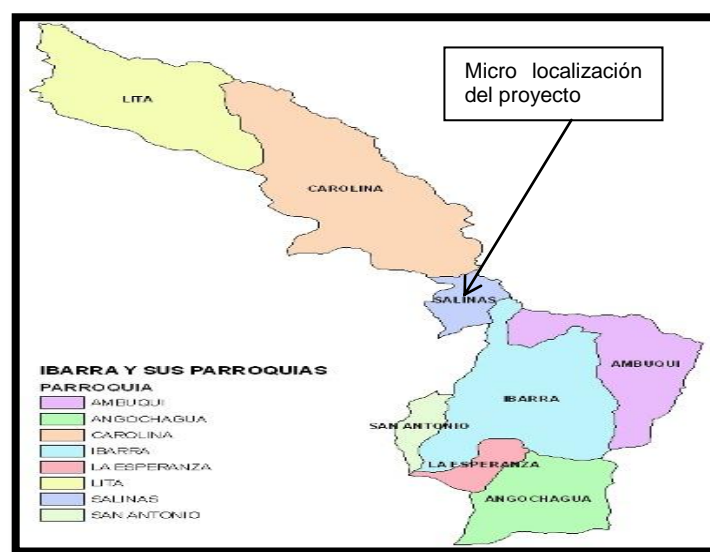 Micro localización
del proyecto
LITA
CAROLINA
SALINAS
AMBUQUI
IBARRA
SAN ANTONIO
LA ESPERANZA
ANGOCHAGUA
IBARRA Y SUS PARROQUIAS
PARROQUIA
AMBUQUI
ANGOCHAGUA
CAROLINA
IBARRA
LA ESPERANZA
LITA
SALINAS
SAN ANTONIO